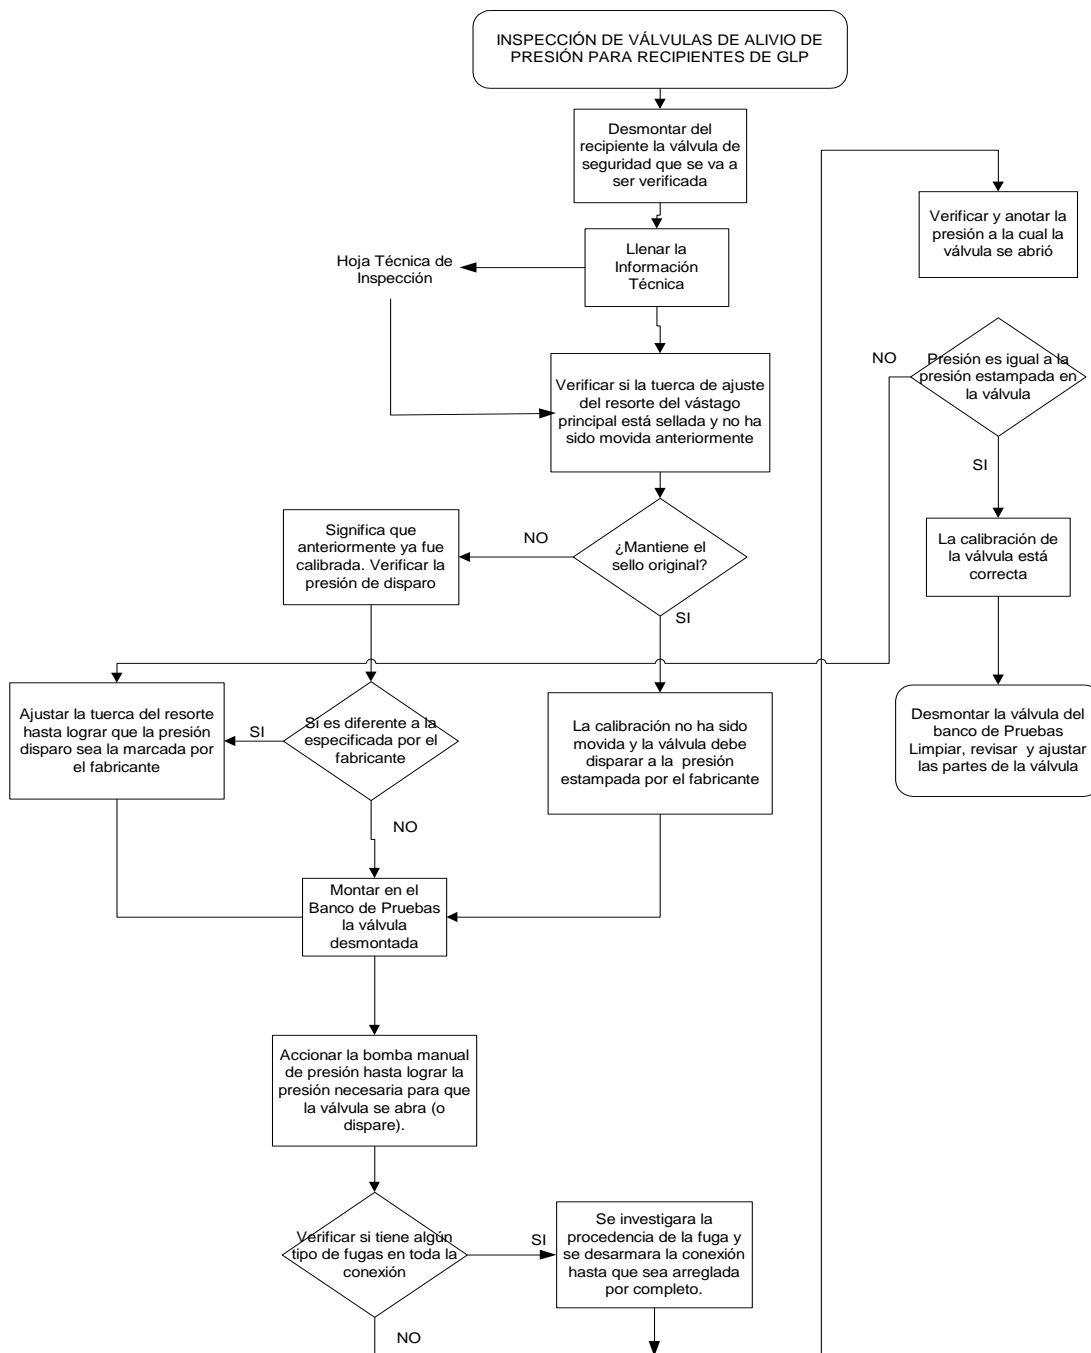 INSPECCIÓN DE VÁLVULAS DE ALIVIO DE
PRESIÓN PARA RECIPIENTES DE GLP
Desmontar del
recipiente la válvula de
seguridad que se va a
ser verificada
Llenar la
Información
Técnica
Hoja Técnica de
Inspección
Verificar si la tuerca de ajuste
del resorte del vástago
principal está sellada y no ha
sido movida anteriormente
¿Mantiene el
sello original?
NO
SI
Significa que
anteriormente ya fue
calibrada. Verificar la
presión de disparo
Si es diferente a la
especificada por el
fabricante
SI
NO
Ajustar la tuerca del resorte
hasta lograr que la presión
disparo sea la marcada por
el fabricante
La calibración no ha sido
movida y la válvula debe
disparar a la presión
estampada por el fabricante
Montar en el
Banco de Pruebas
la válvula
desmontada
Accionar la bomba manual
de presión hasta lograr la
presión necesaria para que
la válvula se abra (o
dispare).
Verificar si tiene algún
tipo de fugas en toda la
conexión
SI
NO
Se investigara la
procedencia de la fuga y
se desarmara la conexión
hasta que sea arreglada
por completo.
Verificar y anotar la
presión a la cual la
válvula se abrió
Presión es igual a la
presión estampada en
la válvula
NO
SI
La calibración de
la válvula está
correcta
Desmontar la válvula del
banco de Pruebas
Limpiar, revisar y ajustar
las partes de la válvula